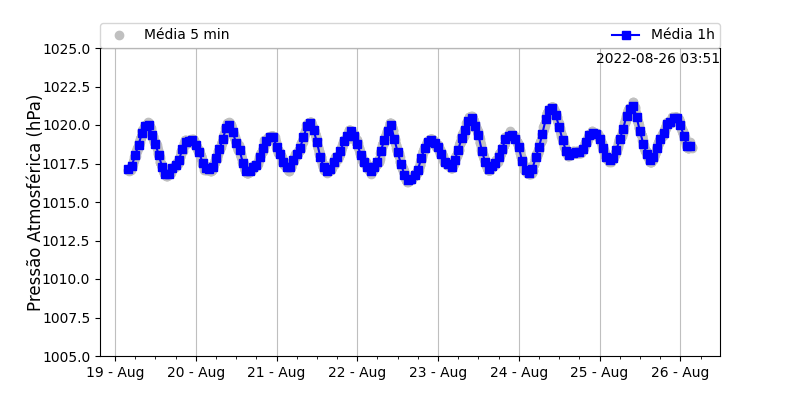 Média 5 min
Média 1h
2022-08-26 03:51
Pressão Atmosférica (hPa)
1025.0
1022.5
1020.0
1017.5
1015.0
1012.5
1010.0
1007.5
1005.0
19 - Aug
20 - Aug
21 - Aug
22 - Aug
23 - Aug
24 - Aug
25 - Aug
26 - Aug